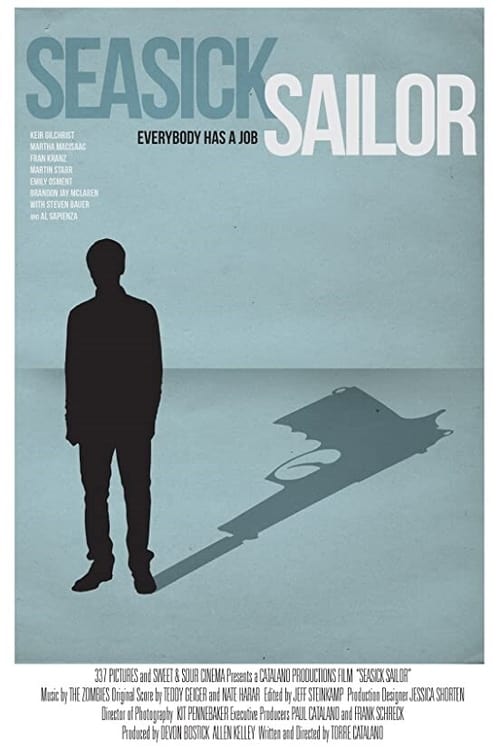 SEASICK
SAILOR
EVERYBODY HAS A JOB
KEIR GILCHRIST
MARTHA MACISAAC
FRAN KRANZ
MARTIN STARR
EMILY OSMENT
BRANDON JAY MCLAREN
WITH STEVEN BAUER
AND AL SAPIENZA
337 PICTURES and SWEET & SOUR CINEMA Presents a CATALANO PRODUCTIONS FILM "SEASICK SAILOR"
Music by THE ZOMBIES Original Score by TEDDY GEIGER and NATE HARAR Edited by JEFF STEINKAMP Production Designer JESSICA SHORTEN
Director of Photography KIT PENNEBAKER Executive Producers PAUL CATALANO and FRANK SCHRECK
Produced by DEVON BOSTICK ALLEN KELLEY Written and Directed by TORRE CATALANO